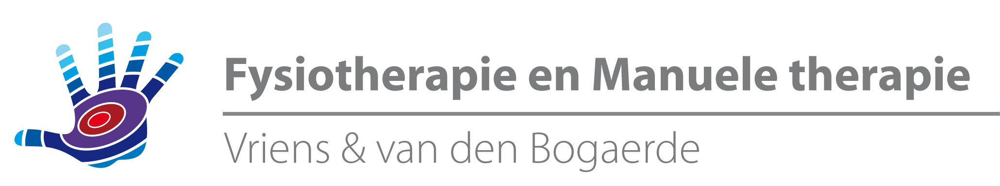 Fysiotherapie en Manuele therapie
Vriens & van den Bogaerde